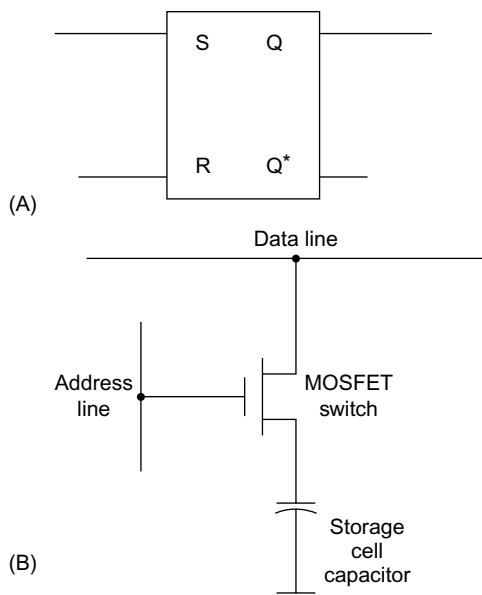 S Q
R Q*
(A)
Data line
Address
line
MOSFET
switch
Storage
cell
capacitor
(B)